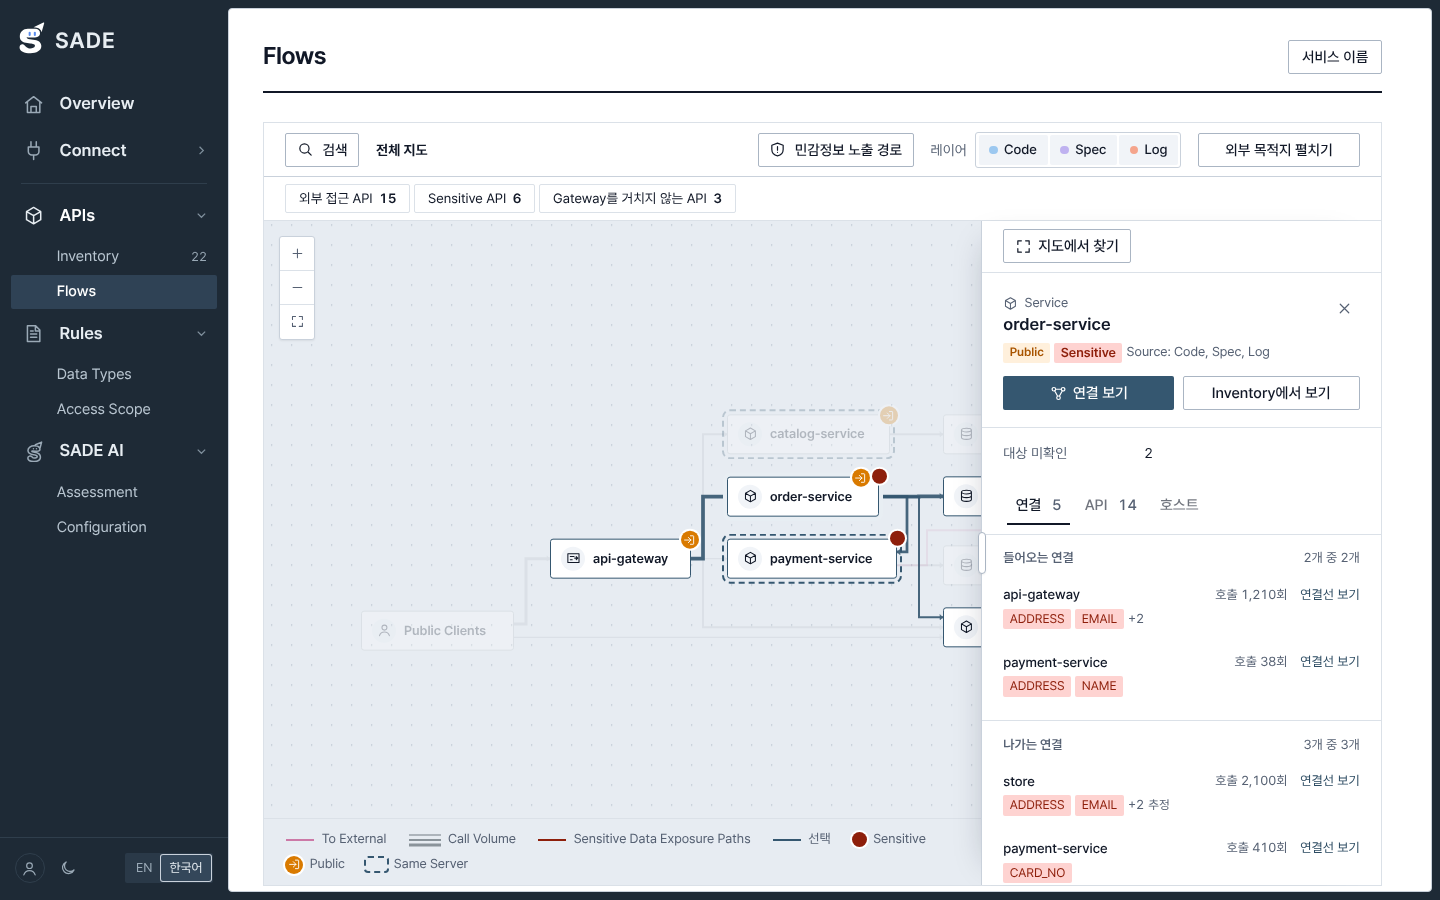 SADE
Overview
Connect
APIs
Inventory 22
Flows
Rules
Data Types
Access Scope
SADE AI
Assessment
Configuration
EN 한국어
Flows
서비스 이름
검색 전체 지도
민감정보 노출 경로 레이어 Code Spec Log 외부 목적지 펼치기
외부 접근 API 15 Sensitive API 6 Gateway를 거치지 않는 API 3
catalog-service
order-service
api-gateway
payment-service
Public Clients
To External Call Volume Sensitive Data Exposure Paths 선택 Sensitive
Public Same Server
지도에서 찾기
Service
order-service
Public Sensitive Source: Code, Spec, Log
연결 보기 Inventory에서 보기
대상 미확인 2
연결 5 API 14 호스트
들어오는 연결 2개 중 2개
api-gateway 호출 1,210회 연결선 보기
ADDRESS EMAIL +2
payment-service 호출 38회 연결선 보기
ADDRESS NAME
나가는 연결 3개 중 3개
store 호출 2,100회 연결선 보기
ADDRESS EMAIL +2 추정
payment-service 호출 410회 연결선 보기
CARD_NO